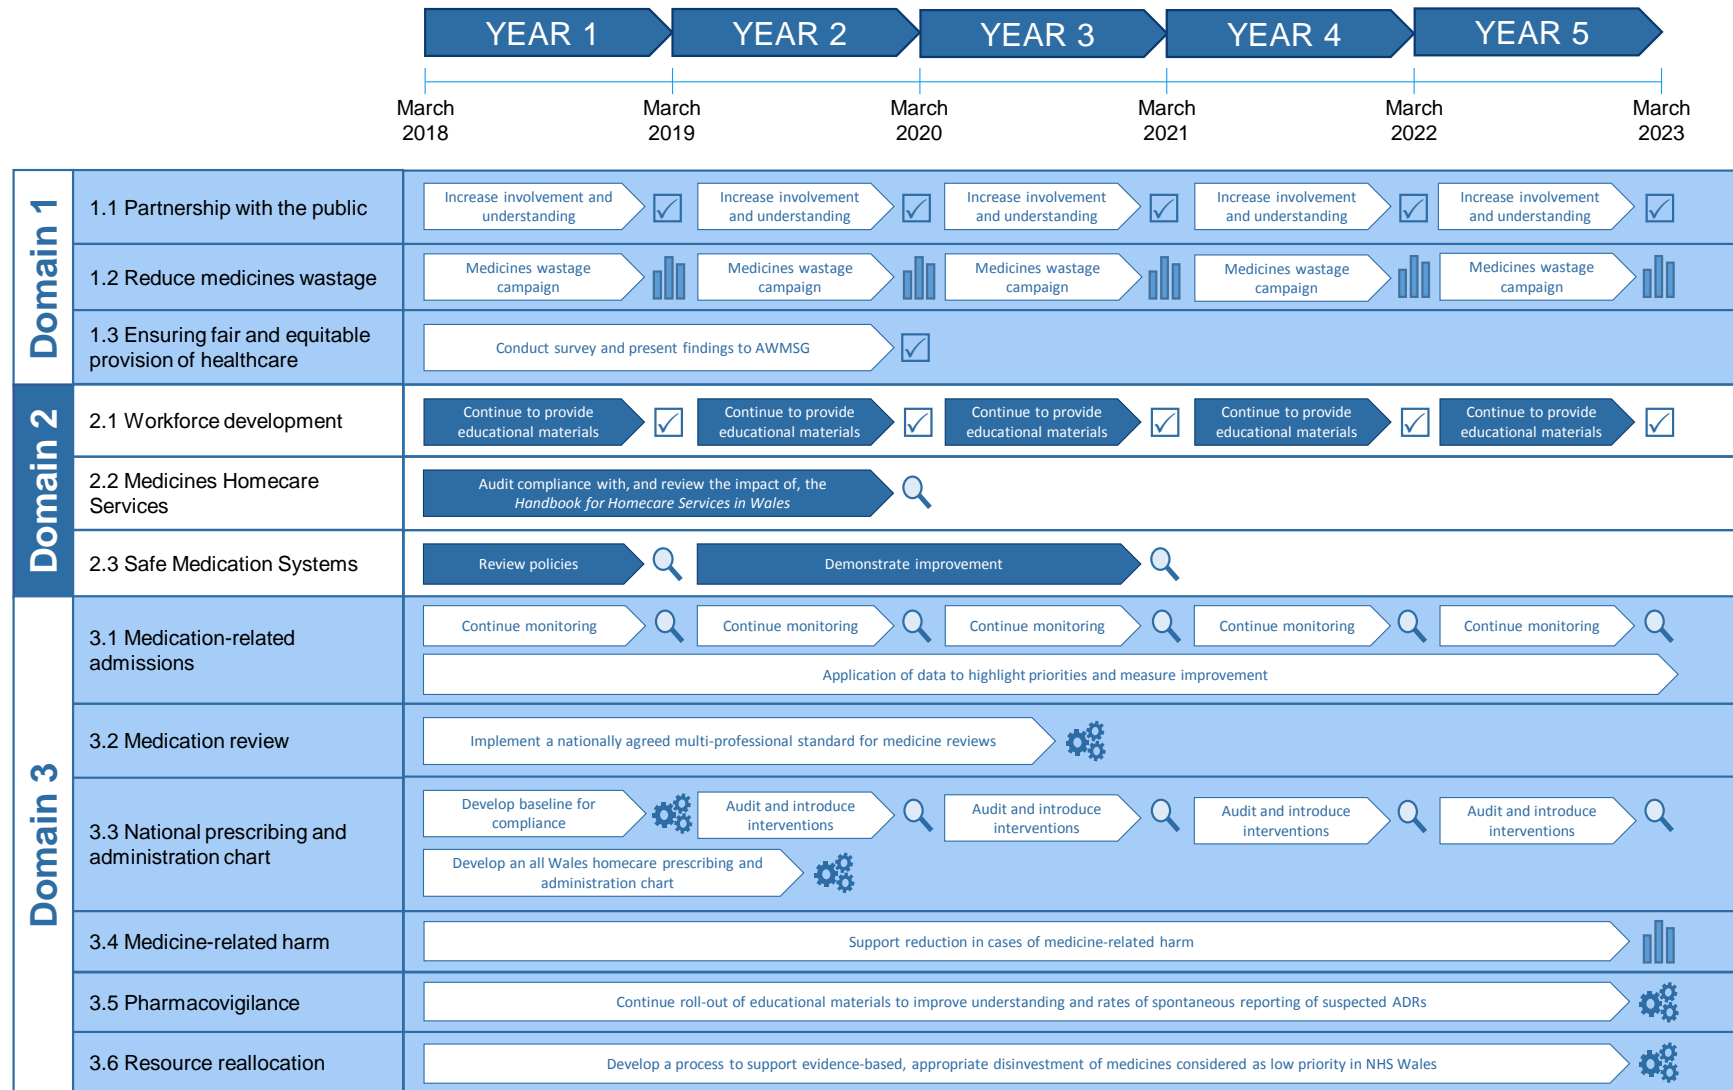 YEAR 1
YEAR 2
YEAR 3
YEAR 4
YEAR 5
March
2018
March
2019
March
2020
March
2021
March
2022
March
2023
Domain 1
1.1 Partnership with the public
Increase involvement and
understanding
Increase involvement
and understanding
Increase involvement
and understanding
Increase involvement
and understanding
Increase involvement
and understanding
1.2 Reduce medicines wastage
Medicines wastage
campaign
Medicines wastage
campaign
Medicines wastage
campaign
Medicines wastage
campaign
Medicines wastage
campaign
1.3 Ensuring fair and equitable
provision of healthcare
Conduct survey and present findings to AWMSG
Domain 2
2.1 Workforce development
Continue to provide
educational materials
Continue to provide
educational materials
Continue to provide
educational materials
Continue to provide
educational materials
Continue to provide
educational materials
2.2 Medicines Homecare
Services
Audit compliance with, and review the impact of, the
Handbook for Homecare Services in Wales
2.3 Safe Medication Systems
Review policies
Demonstrate improvement
Domain 3
3.1 Medication-related
admissions
Continue monitoring
Continue monitoring
Continue monitoring
Continue monitoring
Continue monitoring
Application of data to highlight priorities and measure improvement
3.2 Medication review
Implement a nationally agreed multi-professional standard for medicine reviews
3.3 National prescribing and
administration chart
Develop baseline for
compliance
Audit and introduce
interventions
Audit and introduce
interventions
Audit and introduce
interventions
Audit and introduce
interventions
Develop an all Wales homecare prescribing and
administration chart
3.4 Medicine-related harm
Support reduction in cases of medicine-related harm
3.5 Pharmacovigilance
Continue roll-out of educational materials to improve understanding and rates of spontaneous reporting of suspected ADRs
3.6 Resource reallocation
Develop a process to support evidence-based, appropriate disinvestment of medicines considered as low priority in NHS Wales